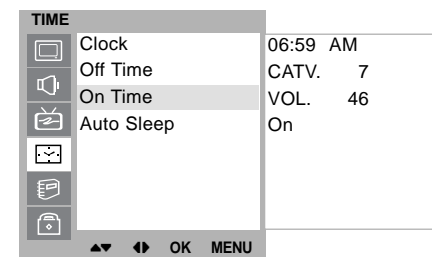 TIME
Clock 06:59 AM
Off Time CATV. 7
On Time VOL. 46
Auto Sleep On
▲▼ ◀▶ OK MENU